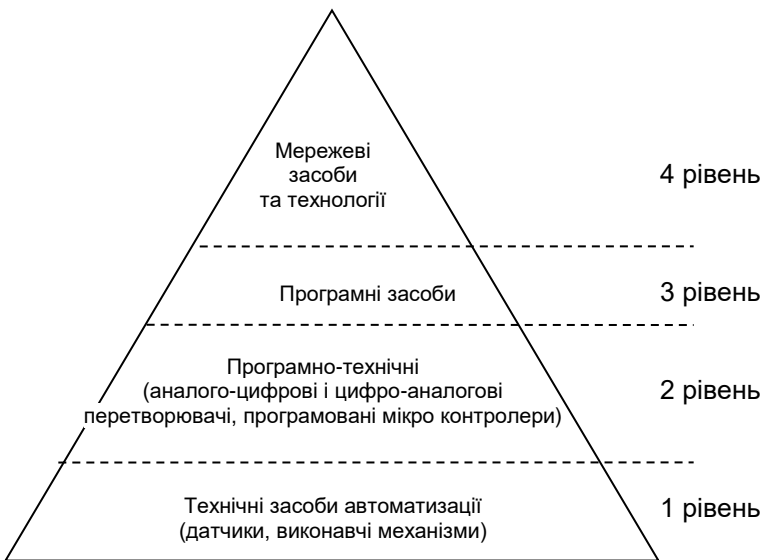 Мережеві
засоби
та технології
4 рівень
Програмні засоби
3 рівень
Програмно-технічні
(аналого-цифрові і цифро-аналогові
перетворювачі, програмовані мікро контролери)
2 рівень
Технічні засоби автоматизації
(датчики, виконавчі механізми)
1 рівень